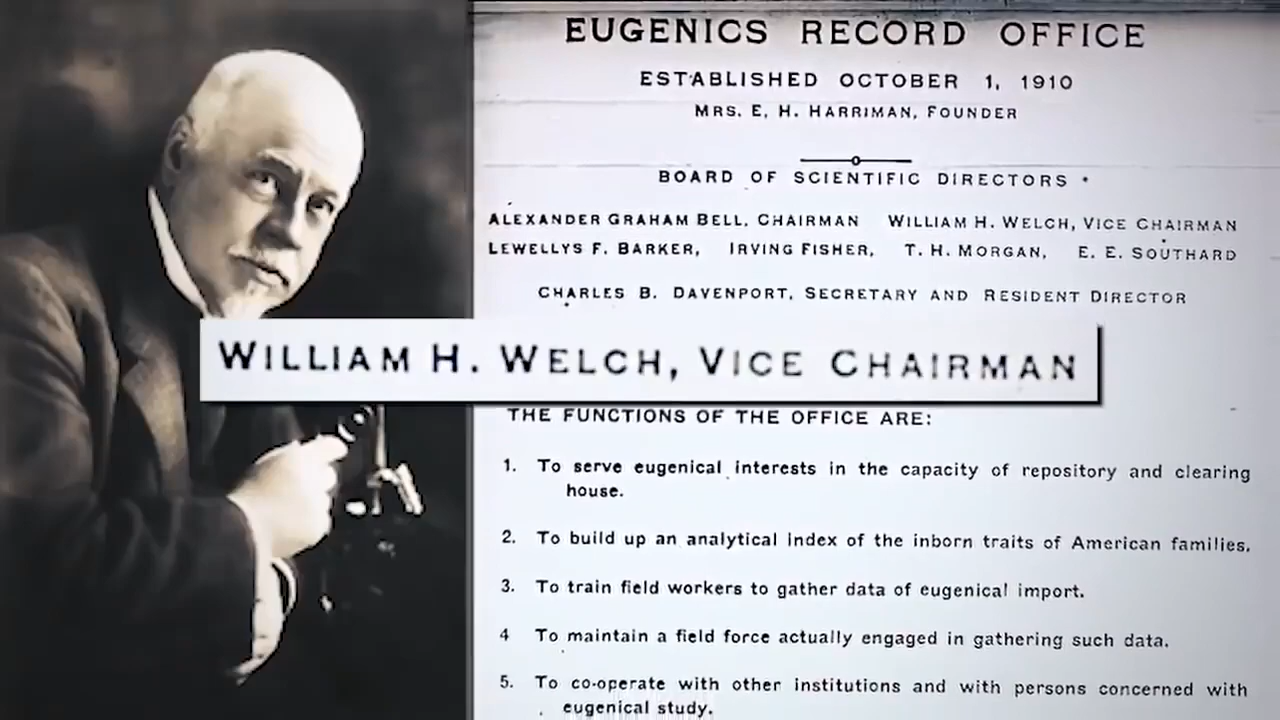 EUGENICS RECORD OFFICE
ESTABLISHED OCTOBER 1, 1910
MRS. E. H. HARRIMAN, FOUNDER
BOARD OF SCIENTIFIC DIRECTORS
ALEXANDER GRAHAM BELL, CHAIRMAN WILLIAM H. WELCH, VICE CHAIRMAN
LEWELLYS F. BARKER, IRVING FISHER, T. H. MORGAN, E. E. SOUTHARD
CHARLES B. DAVENPORT, SECRETARY AND RESIDENT DIRECTOR
WILLIAM H. WELCH, VICE CHAIRMAN
THE FUNCTIONS OF THE OFFICE ARE:
1. To serve eugenical interests in the capacity of repository and clearing
house.
2. To build up an analytical index of the inborn traits of American families.
3. To train field workers to gather data of eugenical import.
4 To maintain a field force actually engaged in gathering such data.
5. To co-operate with other institutions and with persons concerned with
eugenical study.